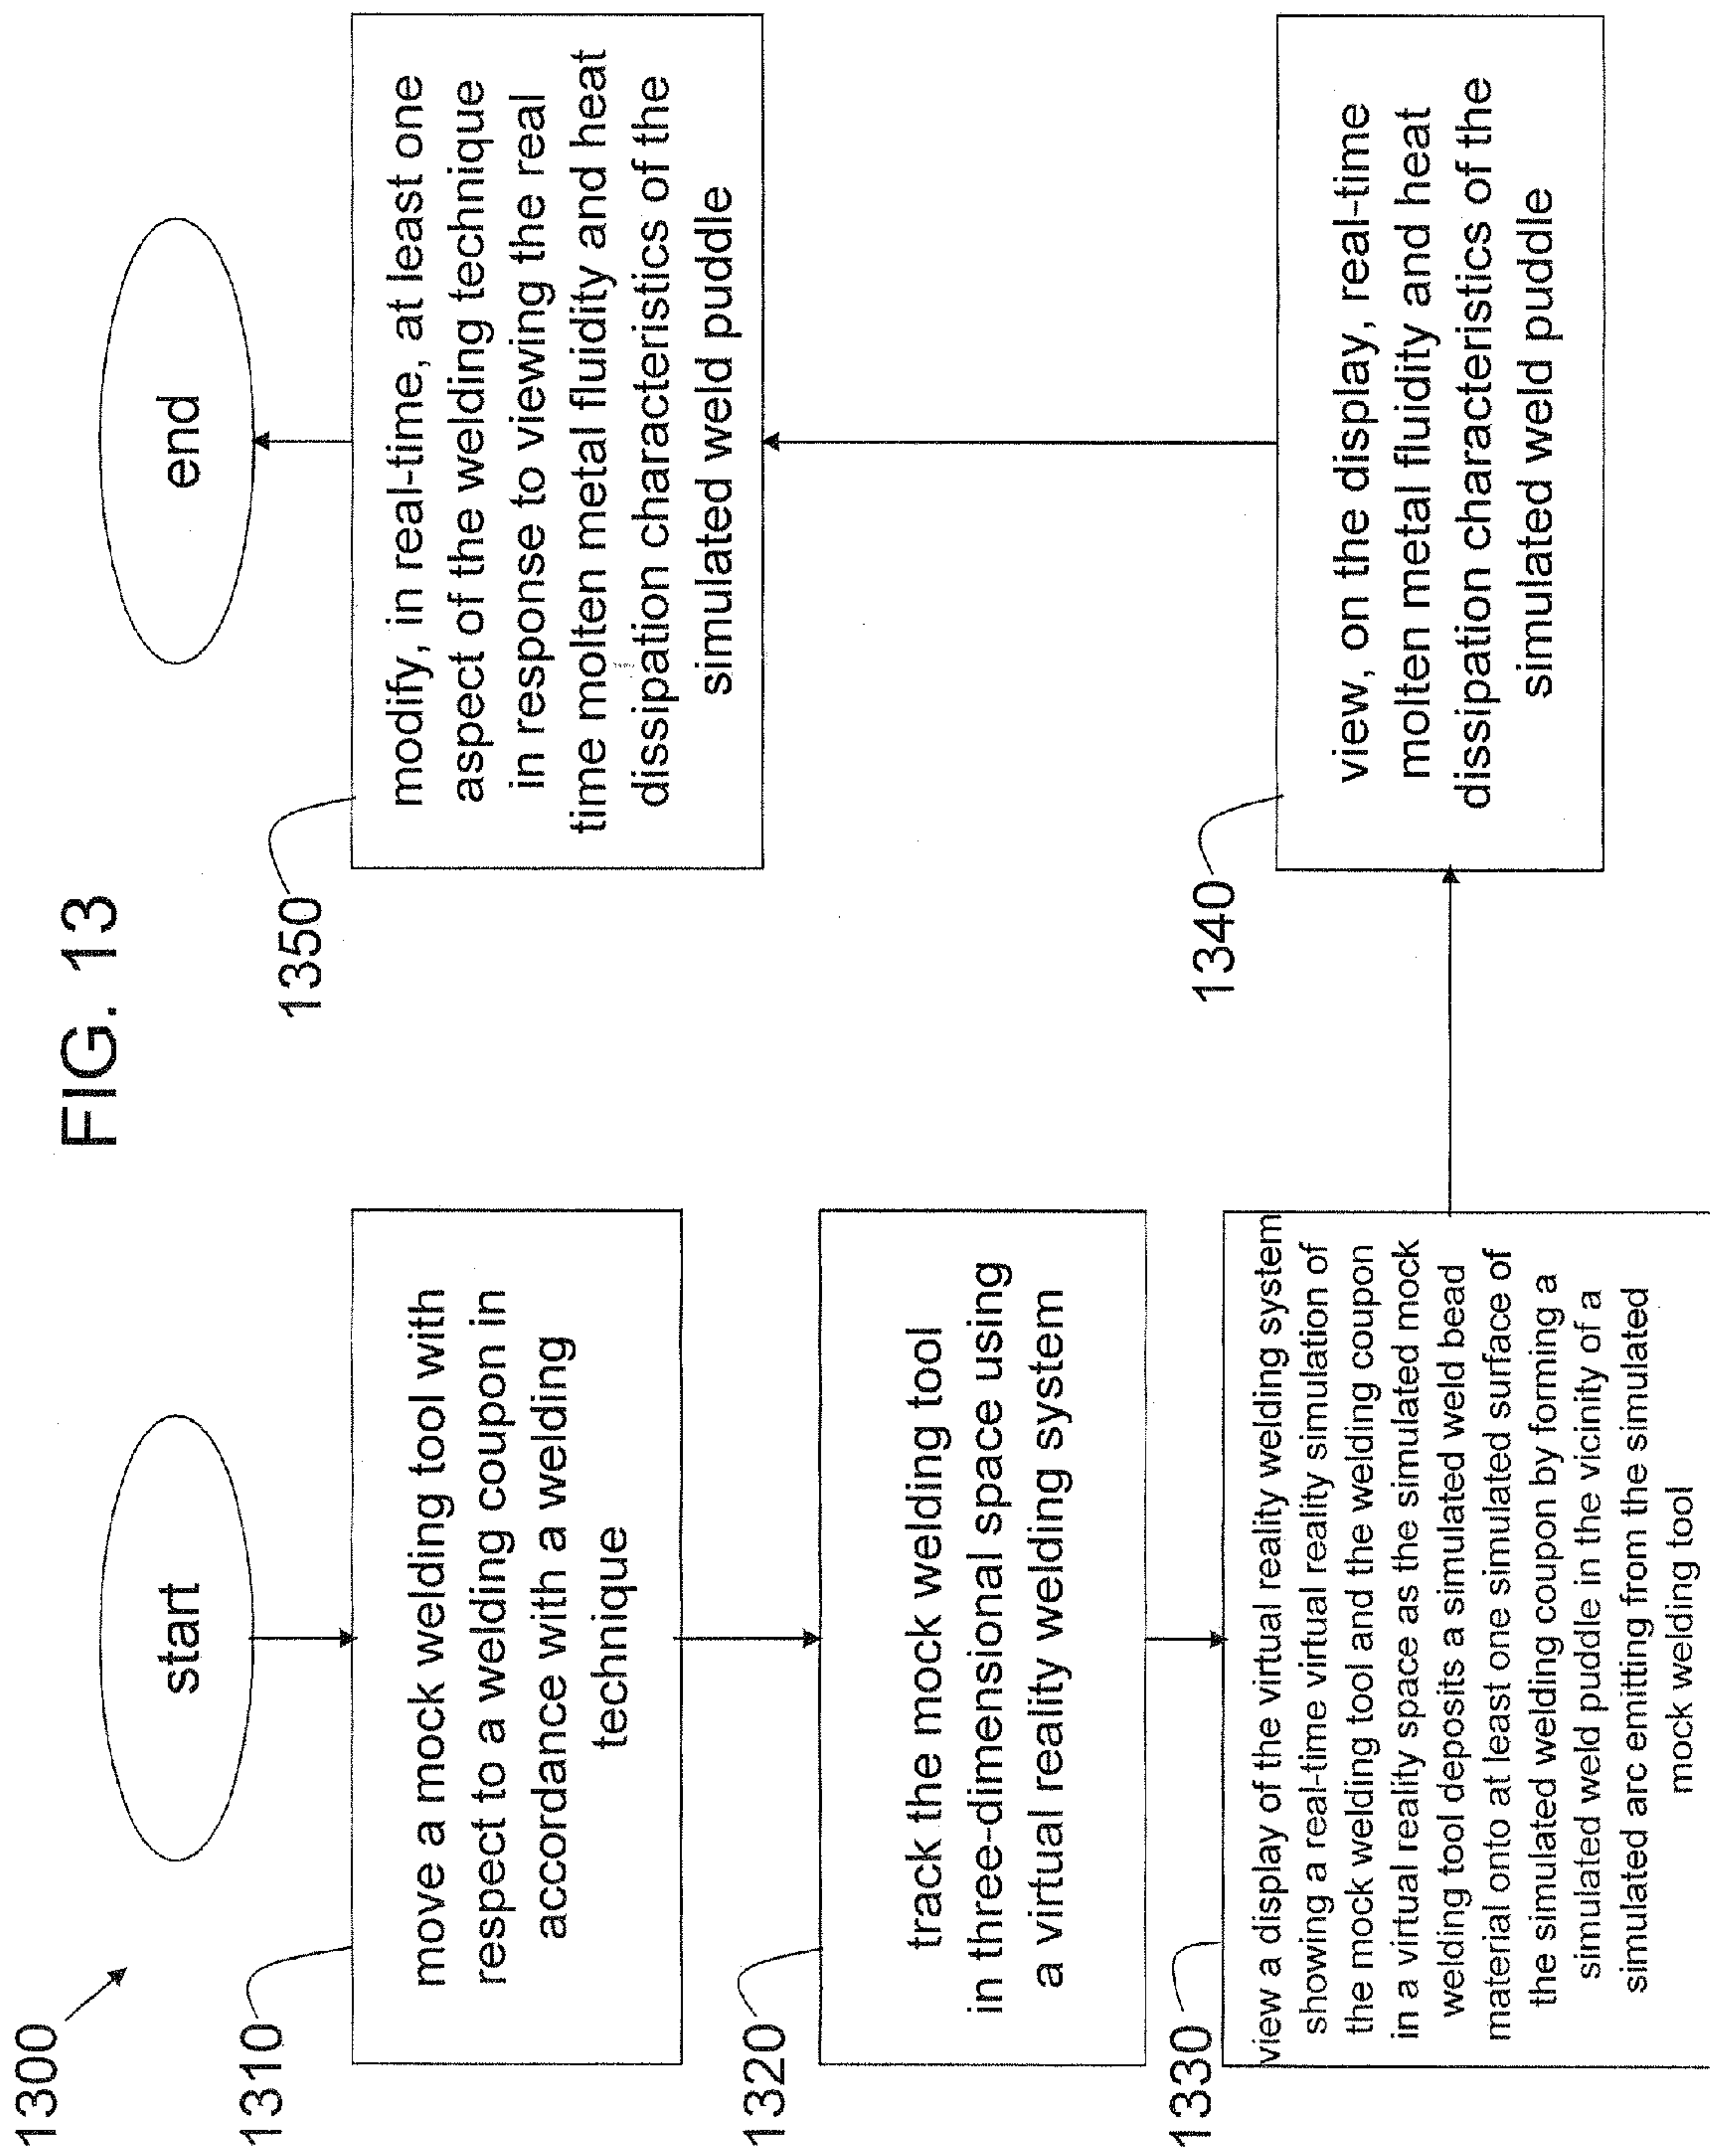 FIG. 13
1300
start
1310
move a mock welding tool with
respect to a welding coupon in
accordance with a welding
technique
1320
track the mock welding tool
in three-dimensional space using
a virtual reality welding system
1330
view a display of the virtual reality welding system
showing a real-time virtual reality simulation of
the mock welding tool and the welding coupon
in a virtual reality space as the simulated mock
welding tool deposits a simulated weld bead
material onto at least one simulated surface of
the simulated welding coupon by forming a
simulated weld puddle in the vicinity of a
simulated arc emitting from the simulated
mock welding tool
1340
view, on the display, real-time
molten metal fluidity and heat
dissipation characteristics of the
simulated weld puddle
1350
modify, in real-time, at least one
aspect of the welding technique
in response to viewing the real
time molten metal fluidity and heat
dissipation characteristics of the
simulated weld puddle
end